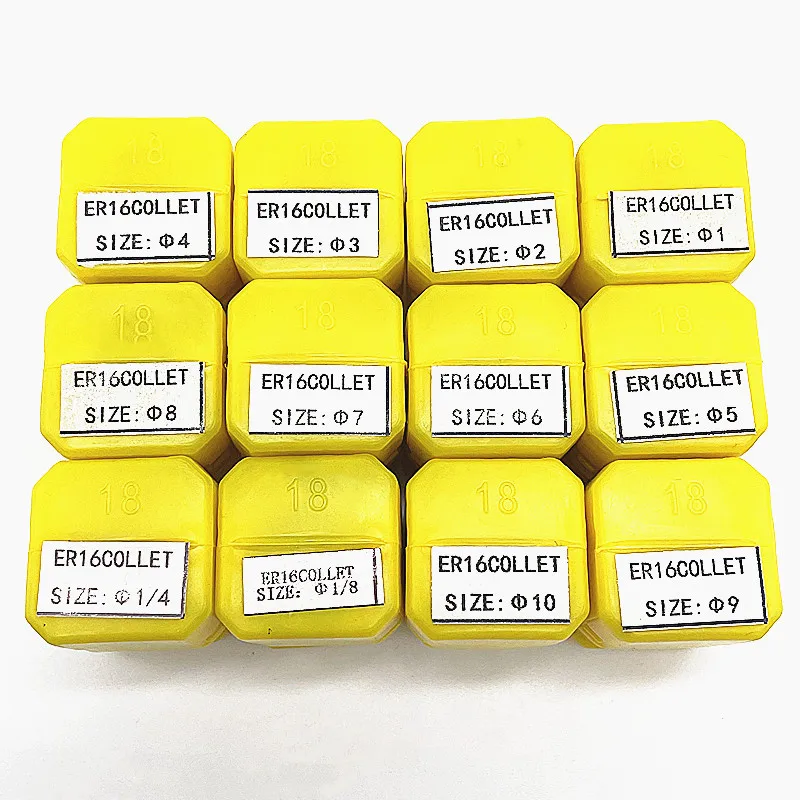 18
ER16COLLET
SIZE: Φ4
18
ER16COLLET
SIZE: Φ3
18
ER16COLLET
SIZE: Φ2
18
ER16COLLET
SIZE: Φ1
18
ER16COLLET
SIZE: Φ8
18
ER16COLLET
SIZE: Φ7
18
ER16COLLET
SIZE: Φ6
18
ER16COLLET
SIZE: Φ5
18
ER16COLLET
SIZE: Φ1/4
18
ER16COLLET
SIZE: Φ1/8
18
ER16COLLET
SIZE: Φ10
18
ER16COLLET
SIZE: Φ9